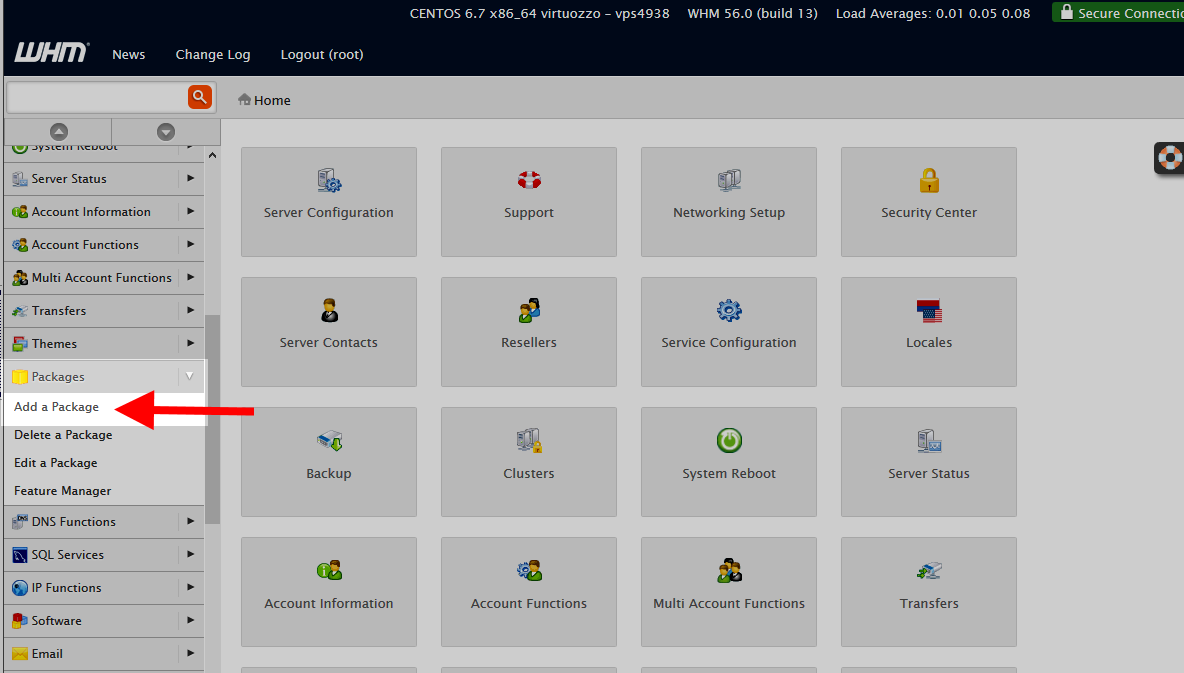 CENTOS 6.7 x86_64 virtuozzo – vps4938 WHM 56.0 (build 13) Load Averages: 0.01 0.05 0.08 Secure Connectio
WHM News Change Log Logout (root)
Home
System Reboot
Server Status
Account Information
Account Functions
Multi Account Functions
Transfers
Themes
Packages
Add a Package
Delete a Package
Edit a Package
Feature Manager
DNS Functions
SQL Services
IP Functions
Software
Email
Server Configuration Support Networking Setup Security Center
Server Contacts Resellers Service Configuration Locales
Backup Clusters System Reboot Server Status
Account Information Account Functions Multi Account Functions Transfers